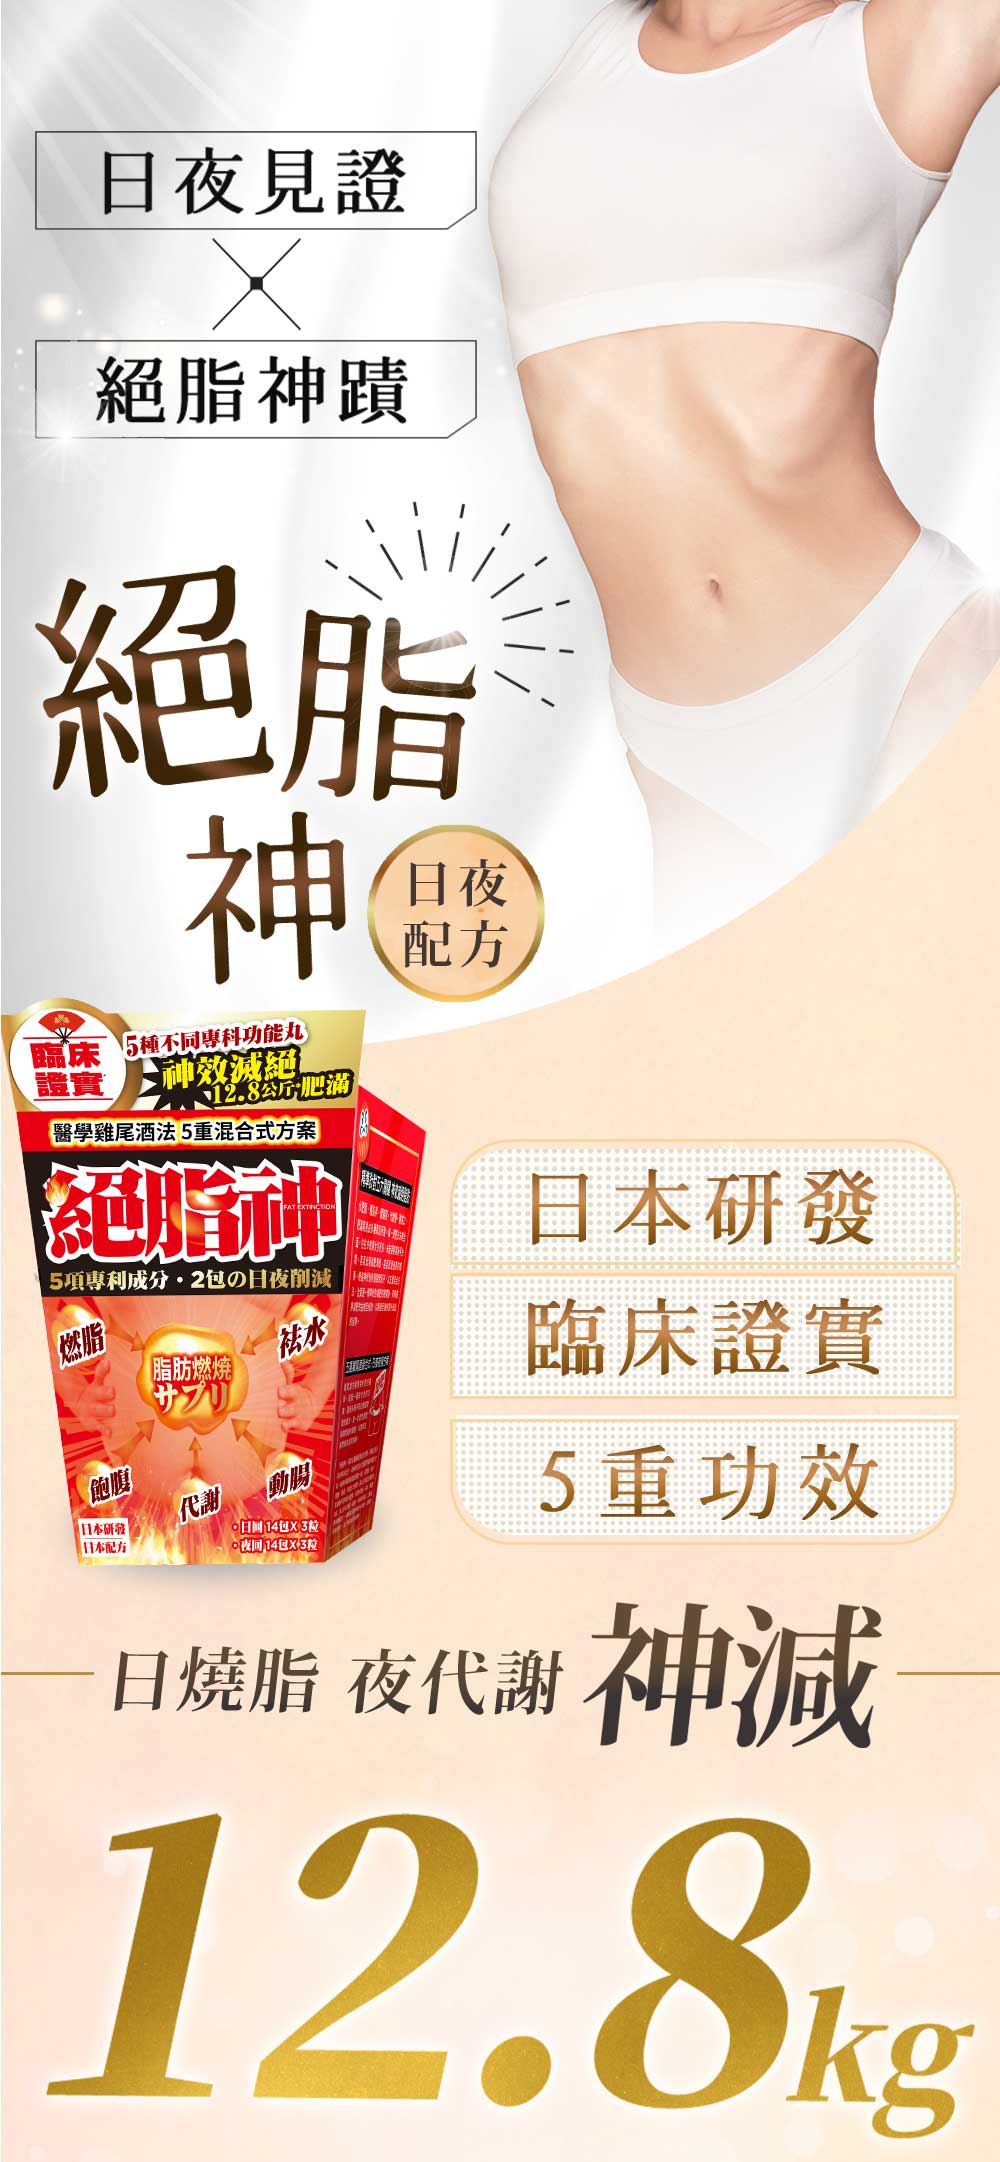 日夜見證
絕脂神蹟
絕脂
神
日夜
配方
臨床
證實
5種不同專科功能丸
神效滅絕
12.8公斤·肥滿
醫學雞尾酒法 5重混合式方案
絕脂神
FAT EXTINCTION
5項專利成分・2包の日夜削減
燃脂
祛水
脂肪燃燒
サプリ
飽腹
代謝
動腸
日本研發
日本配方
・日回 14包X 3粒
・夜回 14包X 3粒
日本研發
臨床證實
5重功效
日燒脂 夜代謝 神減
12.8kg